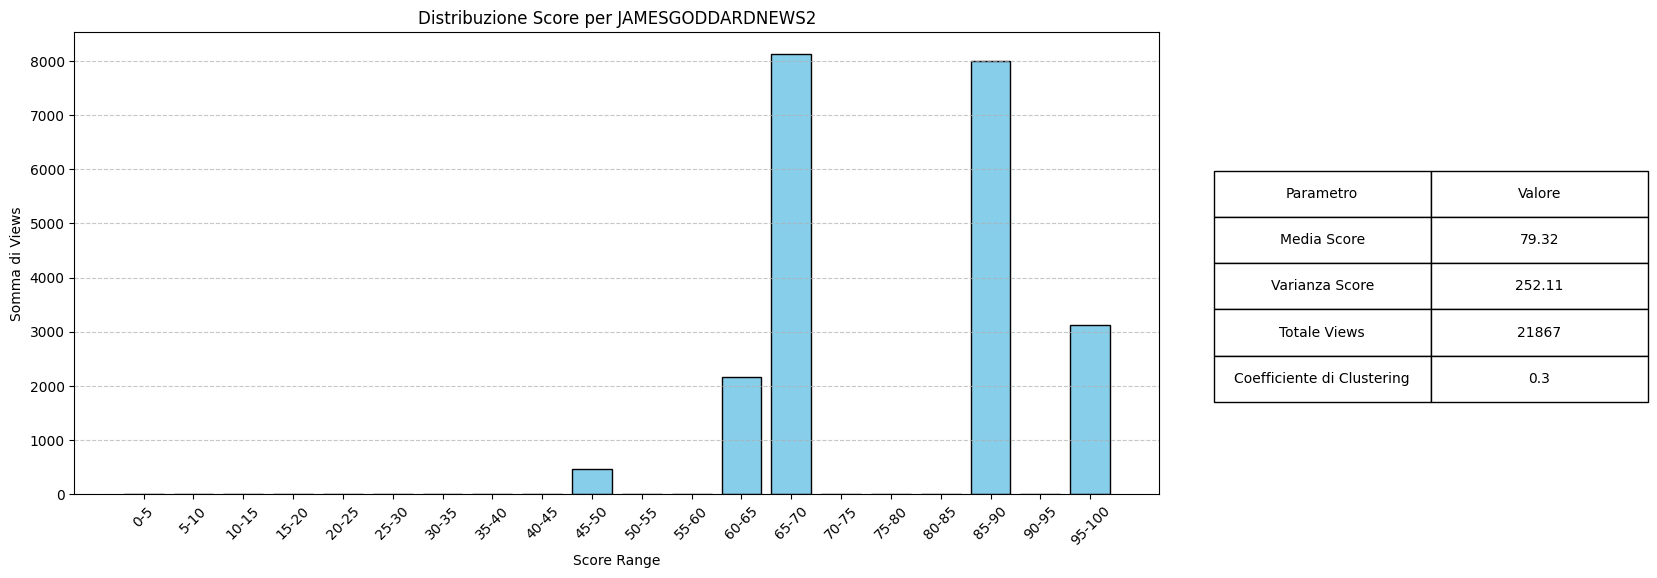 Distribuzione Score per JAMESGODDARDNEWS2
Somma di Views
8000
7000
6000
5000
4000
3000
2000
1000
0
0-5 5-10 10-15 15-20 20-25 25-30 30-35 35-40 40-45 45-50 50-55 55-60 60-65 65-70 70-75 75-80 80-85 85-90 90-95 95-100
Score Range
Parametro Valore
Media Score 79.32
Varianza Score 252.11
Totale Views 21867
Coefficiente di Clustering 0.3